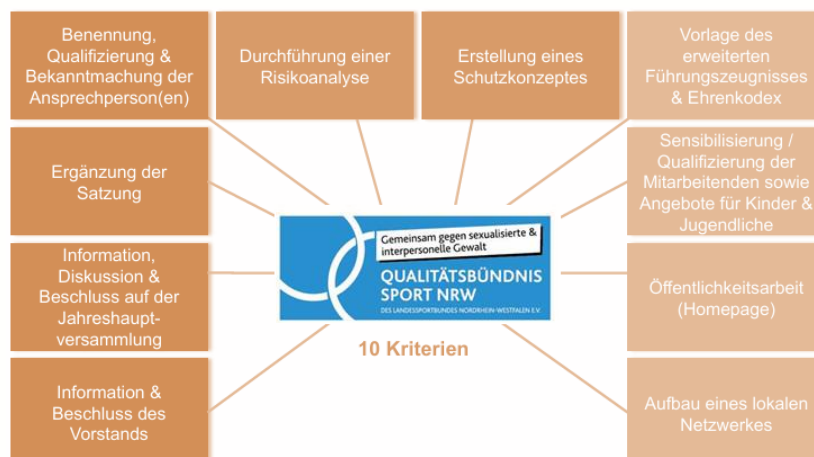 Benennung,
Qualifizierung &
Bekanntmachung der
Ansprechperson(en)
Durchführung einer
Risikoanalyse
Erstellung eines
Schutzkonzeptes
Vorlage des
erweiterten
Führungszeugnisses
& Ehrenkodex
Ergänzung der
Satzung
Sensibilisierung /
Qualifizierung der
Mitarbeitenden sowie
Angebote für Kinder &
Jugendliche
Gemeinsam gegen sexualisierte &
interpersonelle Gewalt
QUALITÄTSBÜNDNIS
SPORT NRW
DES LANDESSPORTBUNDES NORDRHEIN-WESTFALEN E.V.
Information,
Diskussion &
Beschluss auf der
Jahreshaupt-
versammlung
Öffentlichkeitsarbeit
(Homepage)
10 Kriterien
Information &
Beschluss des
Vorstands
Aufbau eines lokalen
Netzwerkes